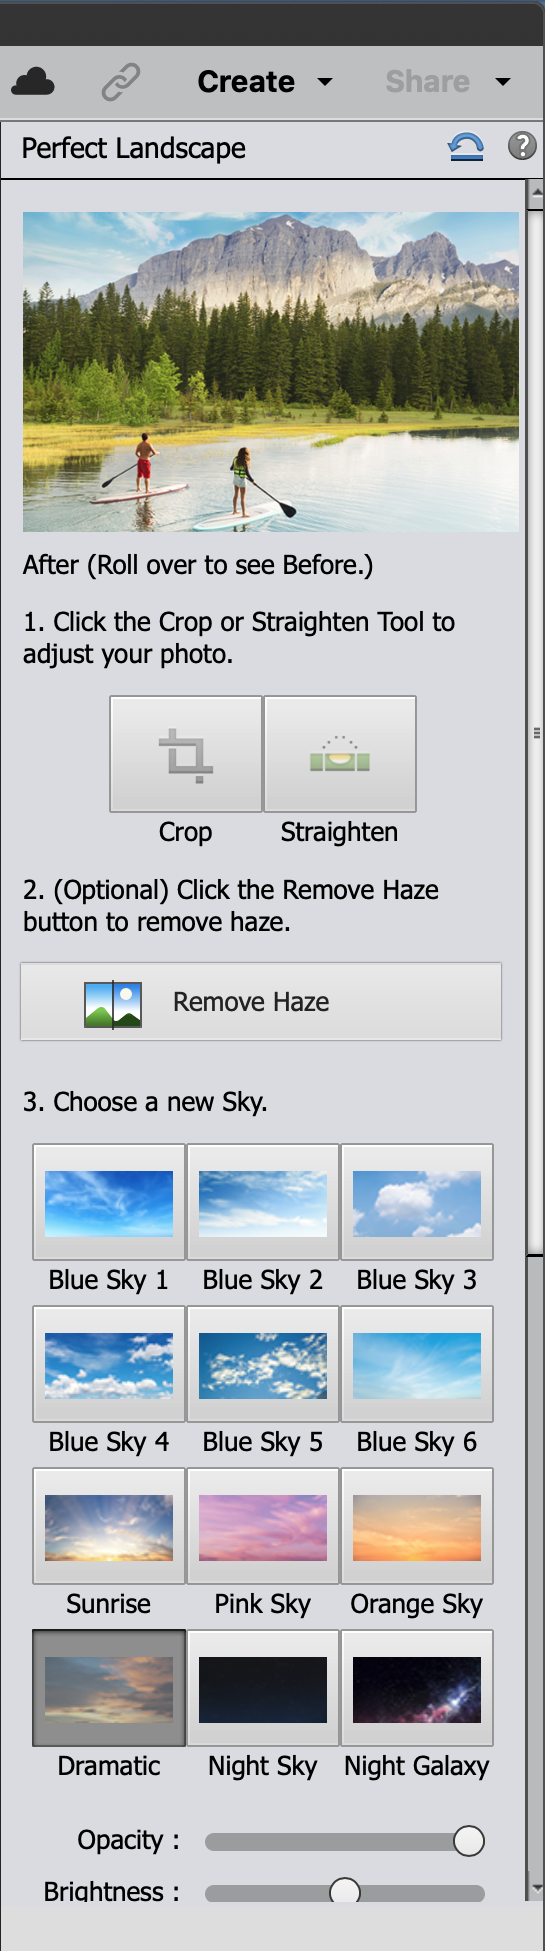 Create
Share
Perfect Landscape
?
After (Roll over to see Before.)
1. Click the Crop or Straighten Tool to
adjust your photo.
Crop
Straighten
2. (Optional) Click the Remove Haze
button to remove haze.
Remove Haze
3. Choose a new Sky.
Blue Sky 1
Blue Sky 2
Blue Sky 3
Blue Sky 4
Blue Sky 5
Blue Sky 6
Sunrise
Pink Sky
Orange Sky
Dramatic
Night Sky
Night Galaxy
Opacity :
Brightness :